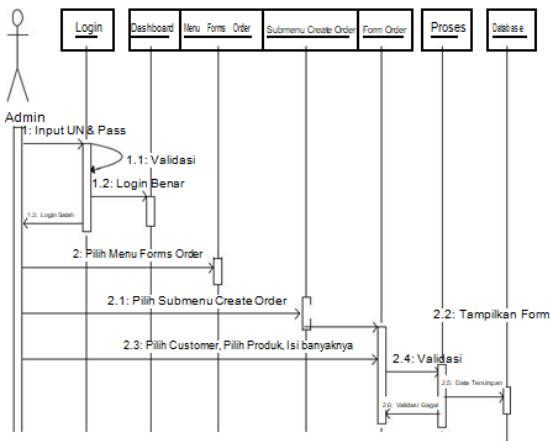 Login
Dashboard
Menu Forms Order
Submenu Create Order
Form Order
Proses
Database
Admin
1: Input UN & Pass
1.1: Validasi
1.2: Login Benar
1.3: Login Salah
2: Pilih Menu Forms Order
2.1: Pilih Submenu Create Order
2.2: Tampilkan Form
2.3: Pilih Customer, Pilih Produk, Isi banyaknya
2.4: Validasi
2.5: Data Tersimpan
2.6: Validasi Gagal